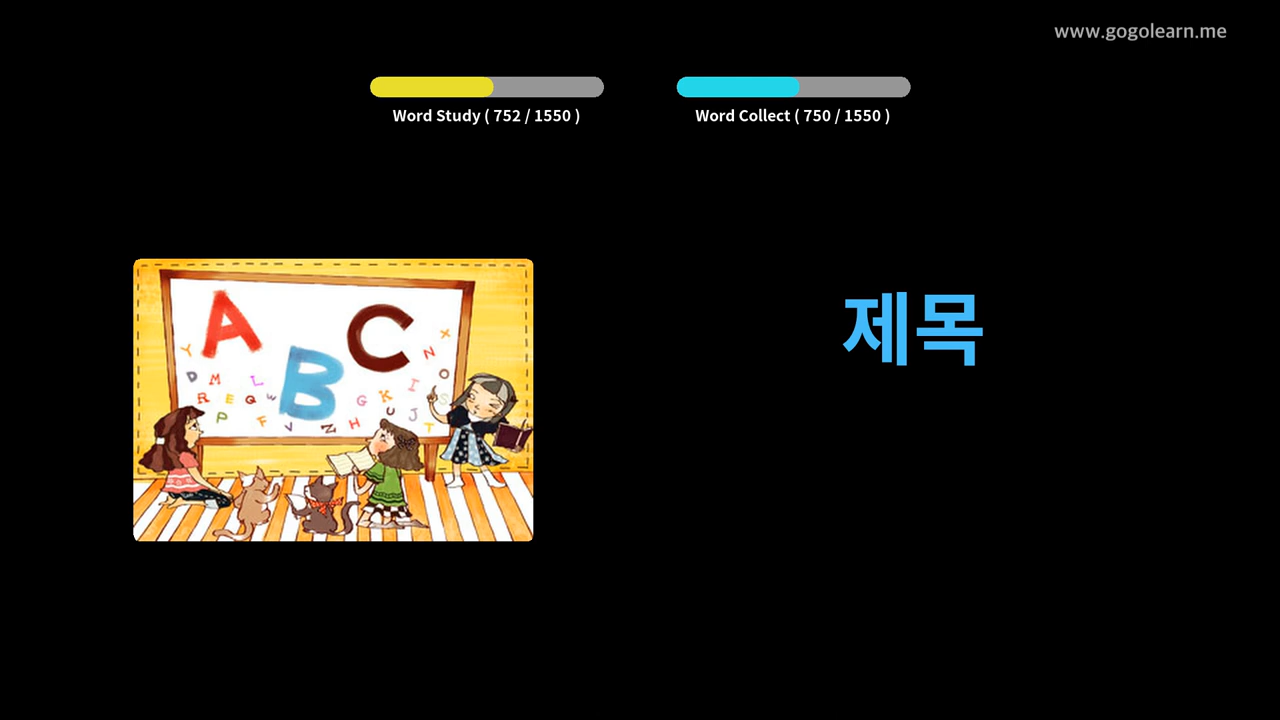 www.gogolearn.me
Word Study ( 752 / 1550 )
Word Collect ( 750 / 1550 )
제목
A
B
C
X
Y
N
D M L I O
R E Q W G K S
P F V Z H U J T